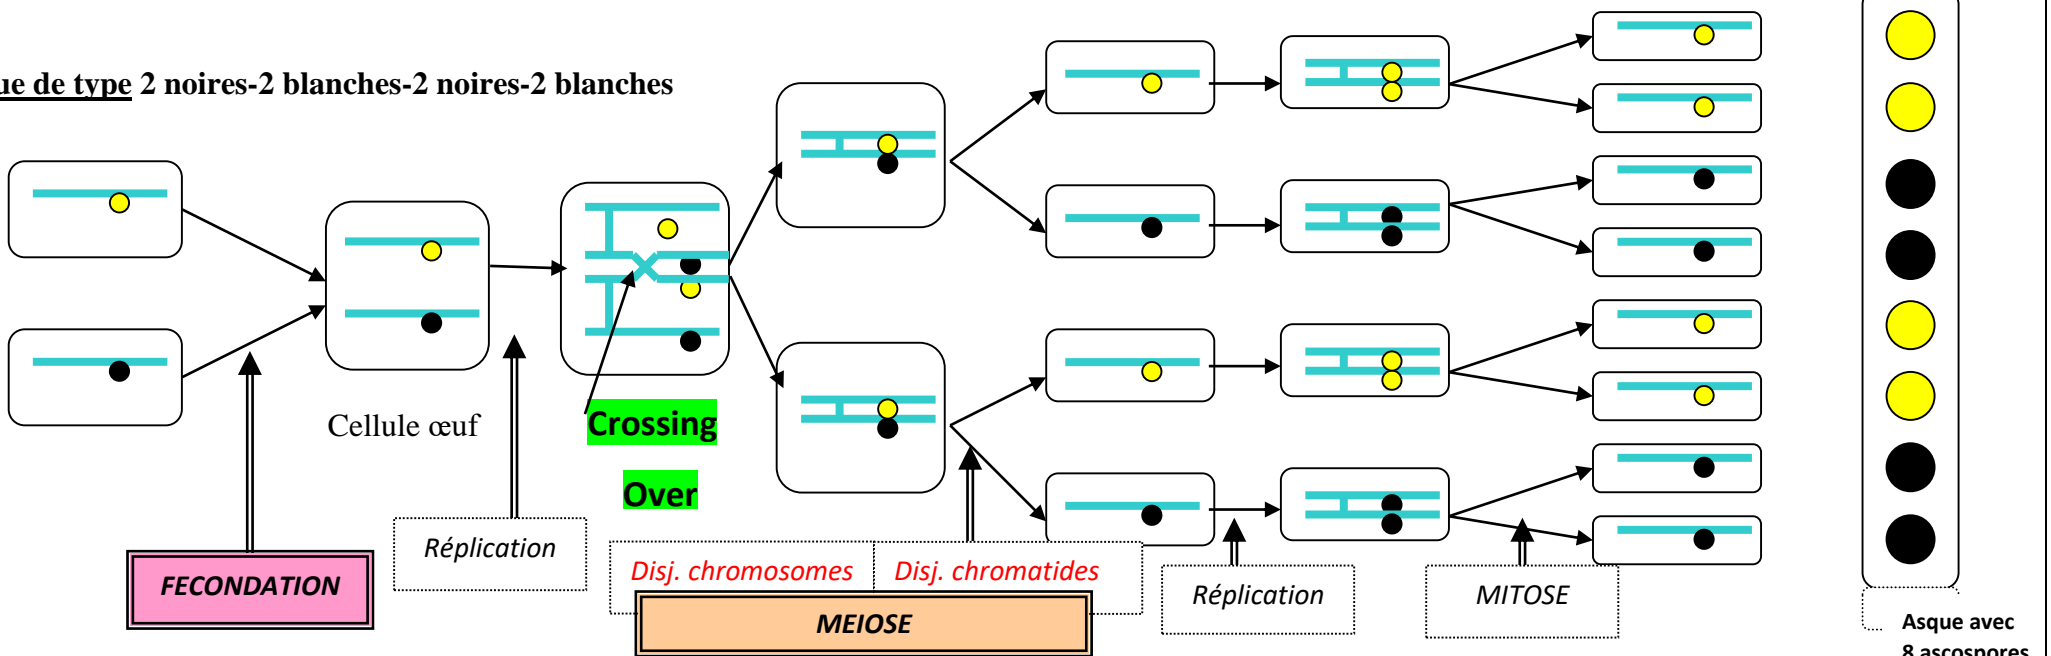 ue de type 2 noires-2 blanches-2 noires-2 blanches
Cellule œuf
Crossing
Over
FECONDATION
Réplication
Disj. chromosomes
Disj. chromatides
MEIOSE
Réplication
MITOSE
Asque avec
8 ascospores